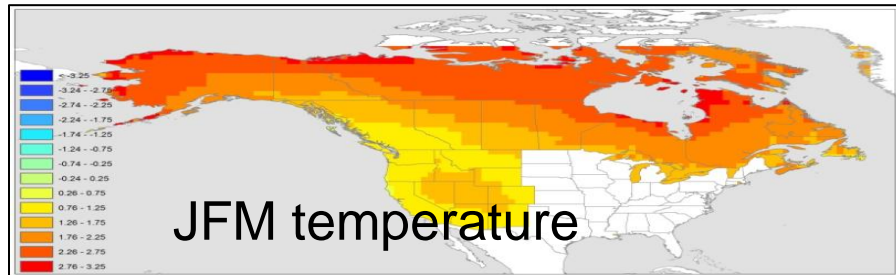 < -3.25
-3.24 - -2.75
-2.74 - -2.25
-2.24 - -1.75
-1.74 - -1.25
-1.24 - -0.75
-0.74 - -0.25
-0.24 - 0.25
0.26 - 0.75
0.76 - 1.25
1.26 - 1.75
1.76 - 2.25
2.26 - 2.75
2.76 - 3.25
JFM temperature